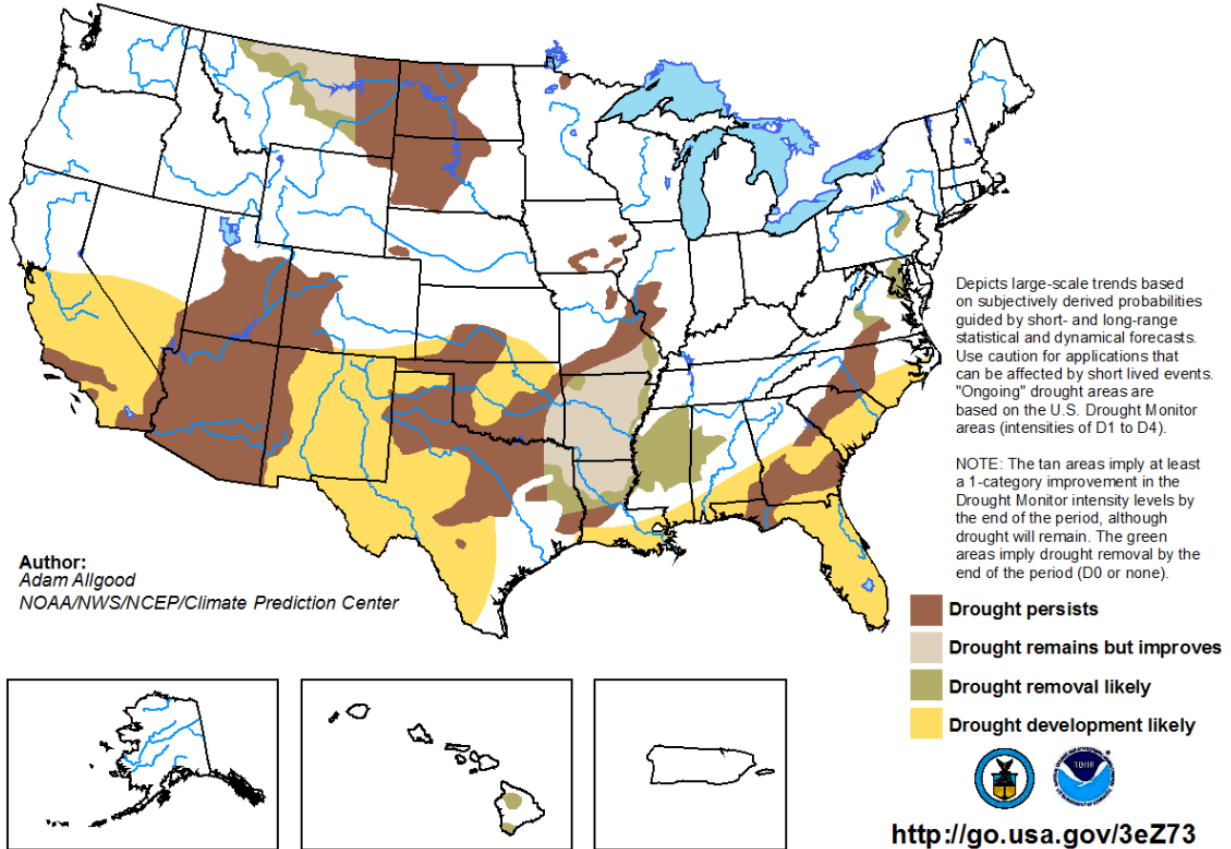 Depicts large-scale trends based
on subjectively derived probabilities
guided by short- and long-range
statistical and dynamical forecasts.
Use caution for applications that
can be affected by short lived events.
"Ongoing" drought areas are
based on the U.S. Drought Monitor
areas (intensities of D1 to D4).
NOTE: The tan areas imply at least
a 1-category improvement in the
Drought Monitor intensity levels by
the end of the period, although
drought will remain. The green
areas imply drought removal by the
end of the period (D0 or none).
Author:
Adam Allgood
NOAA/NWS/NCEP/Climate Prediction Center
Drought persists
Drought remains but improves
Drought removal likely
Drought development likely
http://go.usa.gov/3eZ73